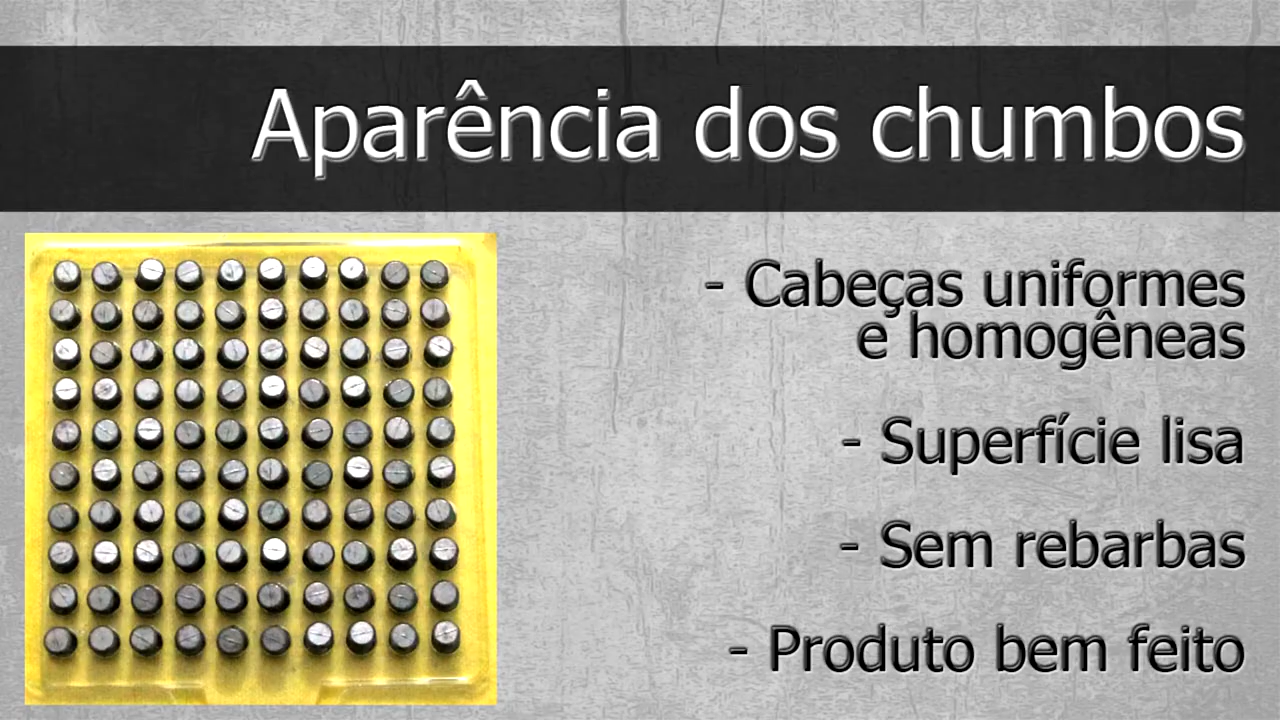 Aparência dos chumbos
- Cabeças uniformes
e homogêneas
- Superfície lisa
- Sem rebarbas
- Produto bem feito